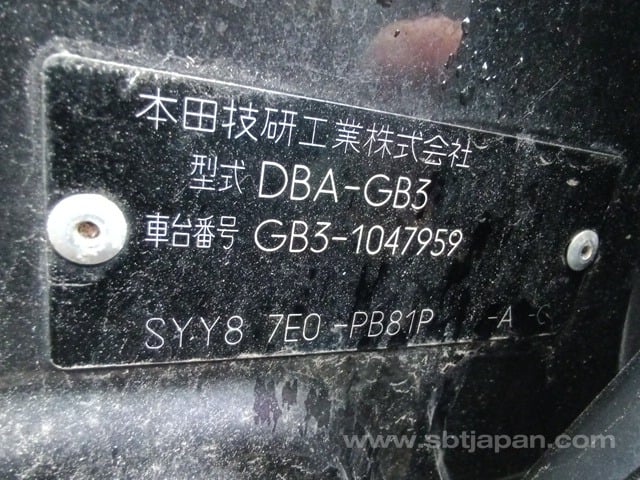 本田技研工業株式会社
型式 DBA-GB3
車台番号 GB3-1047959
SYY8 7E0 -PB81P -A -C
www.sbtjapan.com